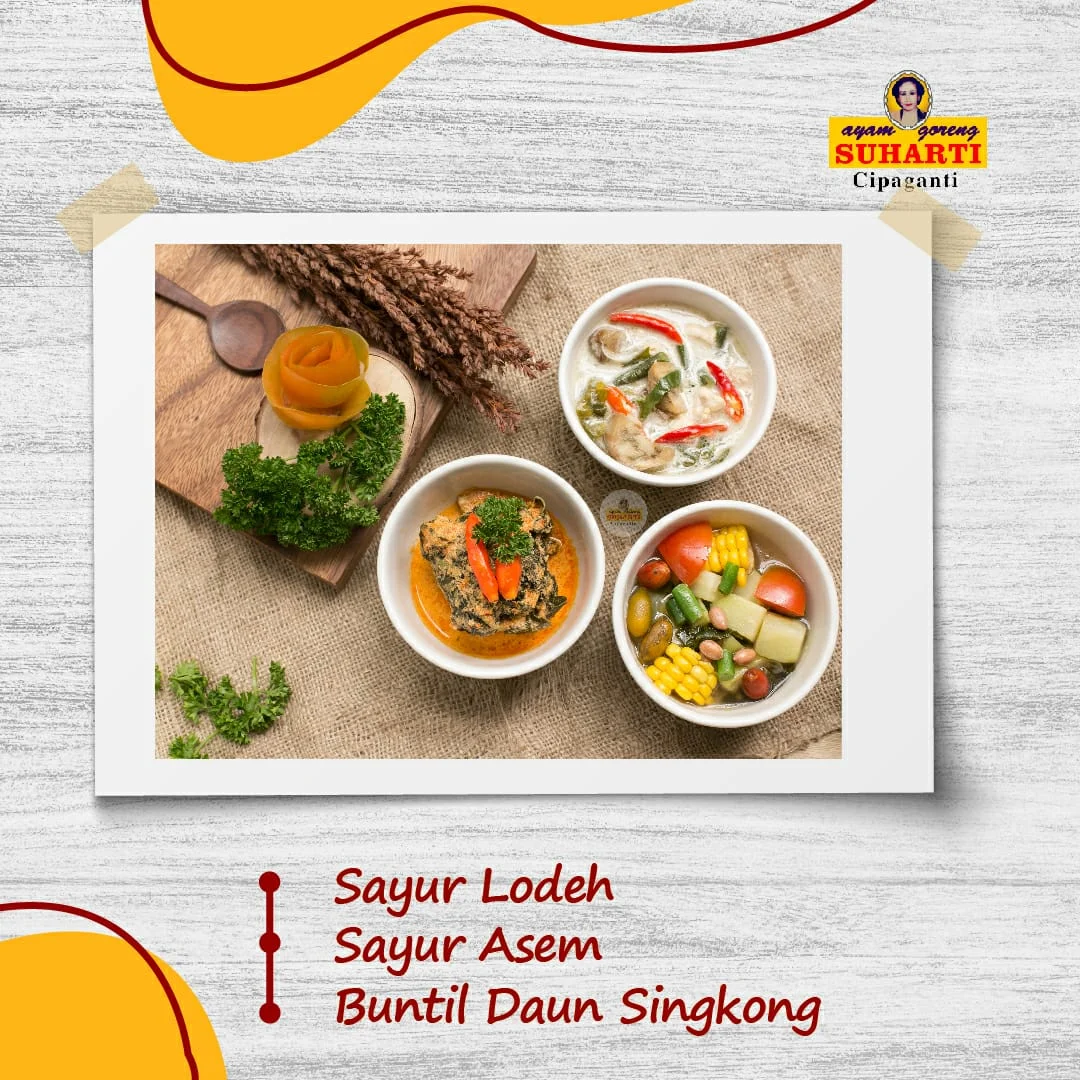 ayam goreng
SUHARTI
Cipaganti
Sayur Lodeh
Sayur Asem
Buntil Daun Singkong